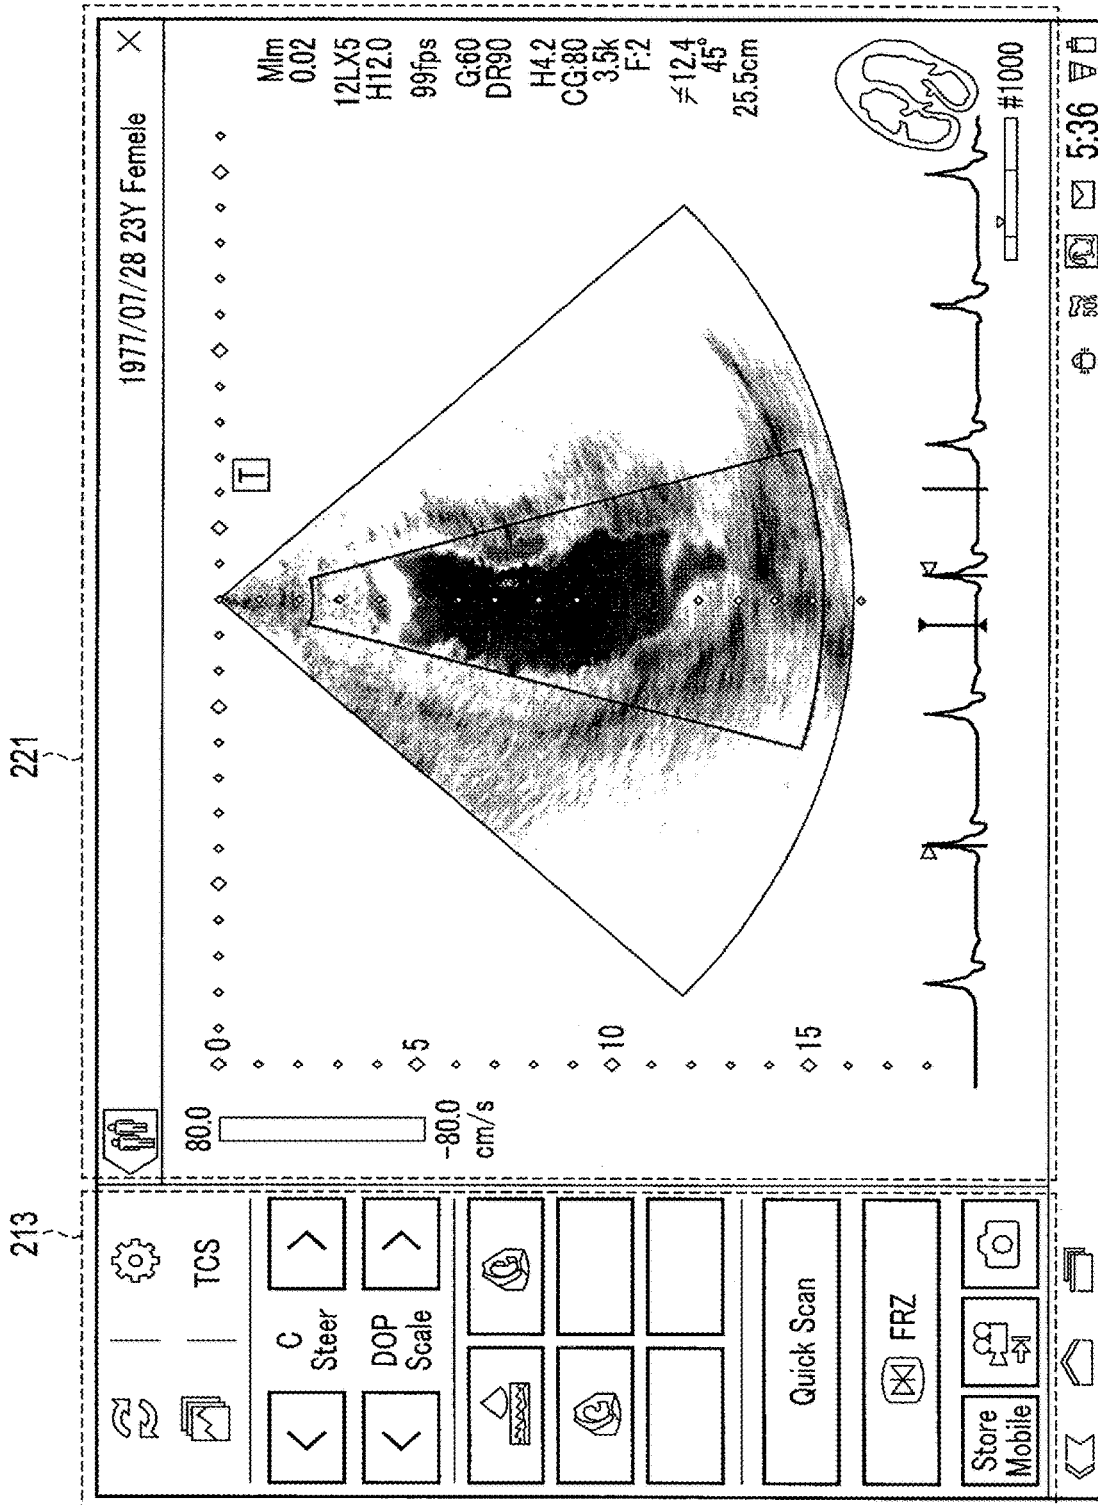 213
221
TCS
C
Steer
DOP
Scale
Quick Scan
FRZ
Store
Mobile
1977/07/28 23Y Femele
×
80.0
-80.0
cm/s
0
5
10
15
T
MIm
0.02
12LX5
H12.0
99fps
G:60
DR90
H4.2
CG:80
3.5k
F:2
12.4
45°
25.5cm
#1000
5:36